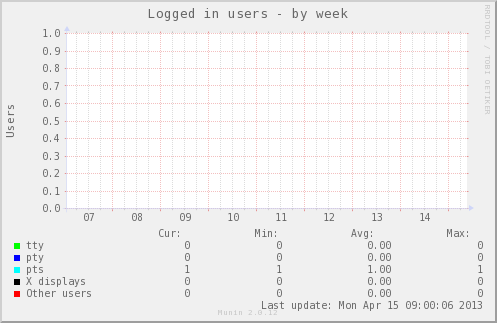 Logged in users - by week
RRDTOOL / TOBI OETIKER
Users
1.0
0.9
0.8
0.7
0.6
0.5
0.4
0.3
0.2
0.1
0.0
07 08 09 10 11 12 13 14
Cur: Min: Avg: Max:
tty 0 0 0.00 0
pty 0 0 0.00 0
pts 1 1 1.00 1
X displays 0 0 0.00 0
Other users 0 0 0.00 0
Last update: Mon Apr 15 09:00:06 2013
Munin 2.0.12